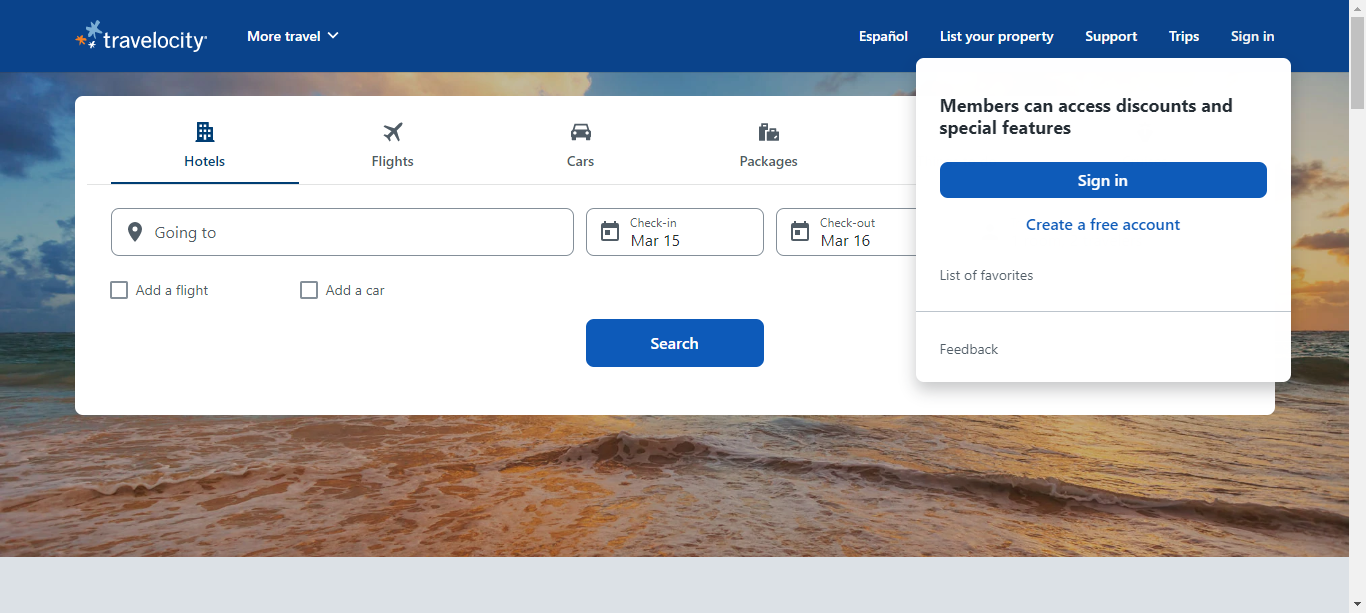 travelocity
More travel
Español
List your property
Support
Trips
Sign in
Members can access discounts and
special features
Sign in
Create a free account
List of favorites
Feedback
Hotels
Flights
Cars
Packages
Going to
Check-in
Mar 15
Check-out
Mar 16
Add a flight
Add a car
Search